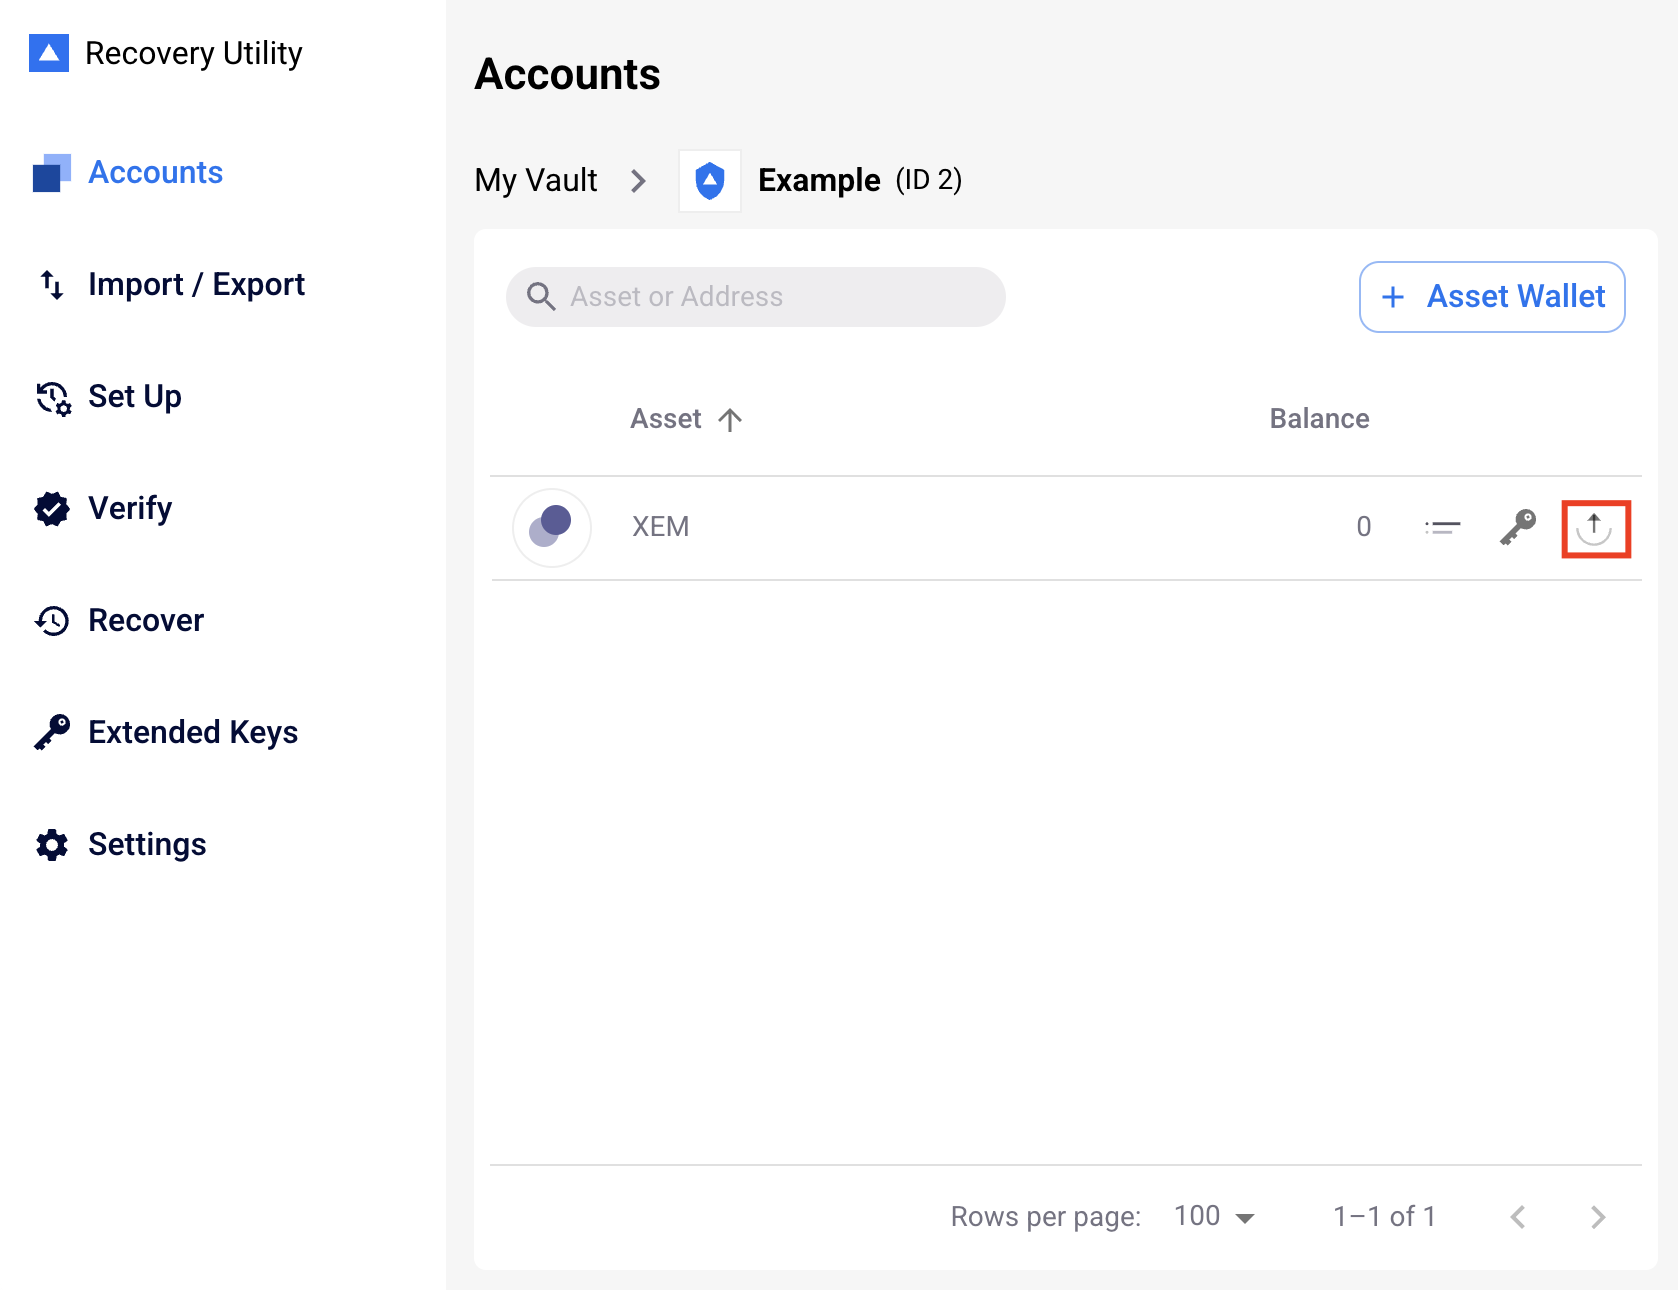 Recovery Utility
Accounts
Import / Export
Set Up
Verify
Recover
Extended Keys
Settings
Accounts
My Vault > Example (ID 2)
Asset or Address
+ Asset Wallet
Asset Balance
XEM 0
Rows per page: 100 1–1 of 1